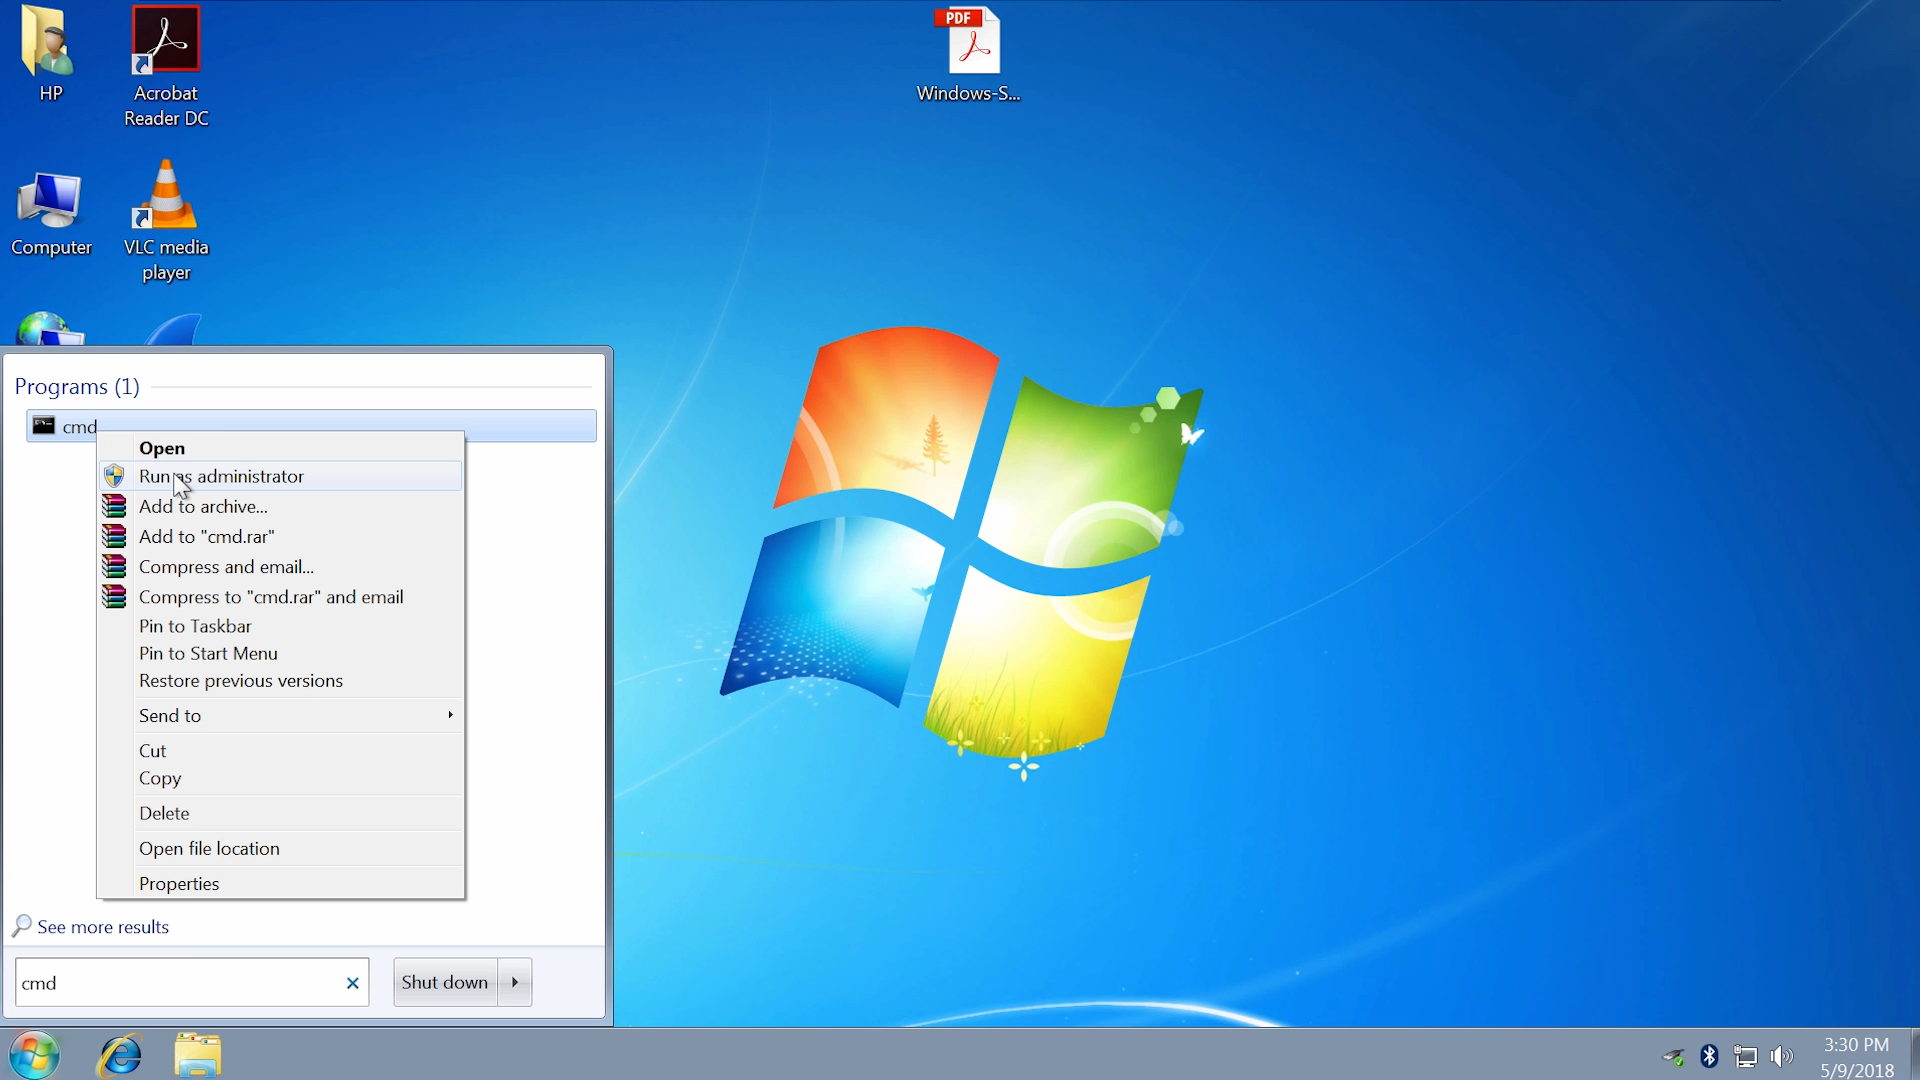 HP
Acrobat
Reader DC
PDF
Windows-S...
Computer
VLC media
player
Programs (1)
cmd
Open
Run as administrator
Add to archive...
Add to "cmd.rar"
Compress and email...
Compress to "cmd.rar" and email
Pin to Taskbar
Pin to Start Menu
Restore previous versions
Send to
Cut
Copy
Delete
Open file location
Properties
See more results
cmd
Shut down
3:30 PM
5/9/2018